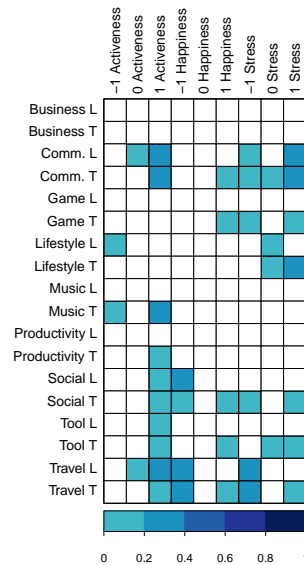 −1 Activeness
0 Activeness
1 Activeness
−1 Happiness
0 Happiness
1 Happiness
−1 Stress
0 Stress
1 Stress
Business L
Business T
Comm. L
Comm. T
Game L
Game T
Lifestyle L
Lifestyle T
Music L
Music T
Productivity L
Productivity T
Social L
Social T
Tool L
Tool T
Travel L
Travel T
0 0.2 0.4 0.6 0.8 1